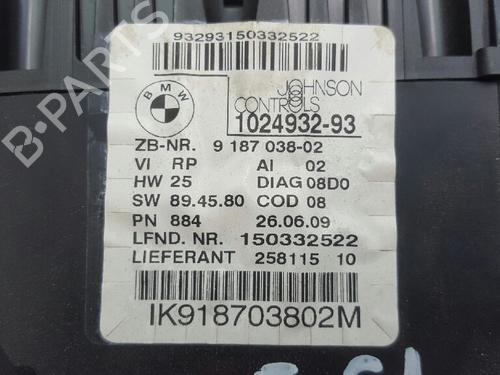 93293150332522
BMW
JOHNSON
CONTROLS
1024932-93
ZB-NR. 9 187 038-02
VI RP AI 02
HW 25 DIAG 08D0
SW 89.45.80 COD 08
PN 884 26.06.09
LFND. NR. 150332522
LIEFERANT 258115 10
IK918703802M